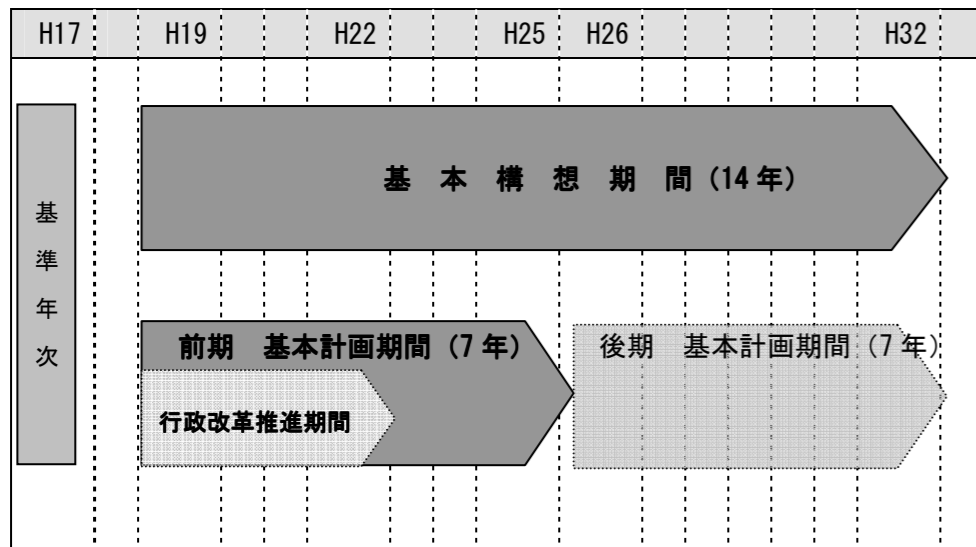 H17 H19 H22 H25 H26 H32
基準年次
基本構想期間（14年）
前期 基本計画期間（7年）
後期 基本計画期間（7年）
行政改革推進期間